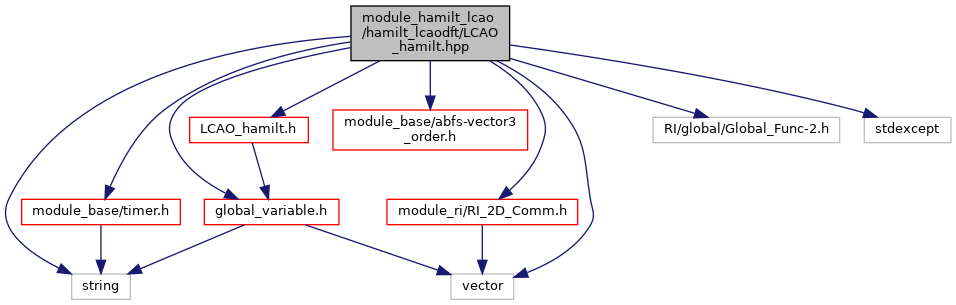 module_hamilt_lcao
/hamilt_lcaodft/LCAO
_hamilt.hpp
LCAO_hamilt.h
module_base/abfs-vector3
_order.h
RI/global/Global_Func-2.h
stdexcept
module_base/timer.h
global_variable.h
module_ri/RI_2D_Comm.h
string
vector